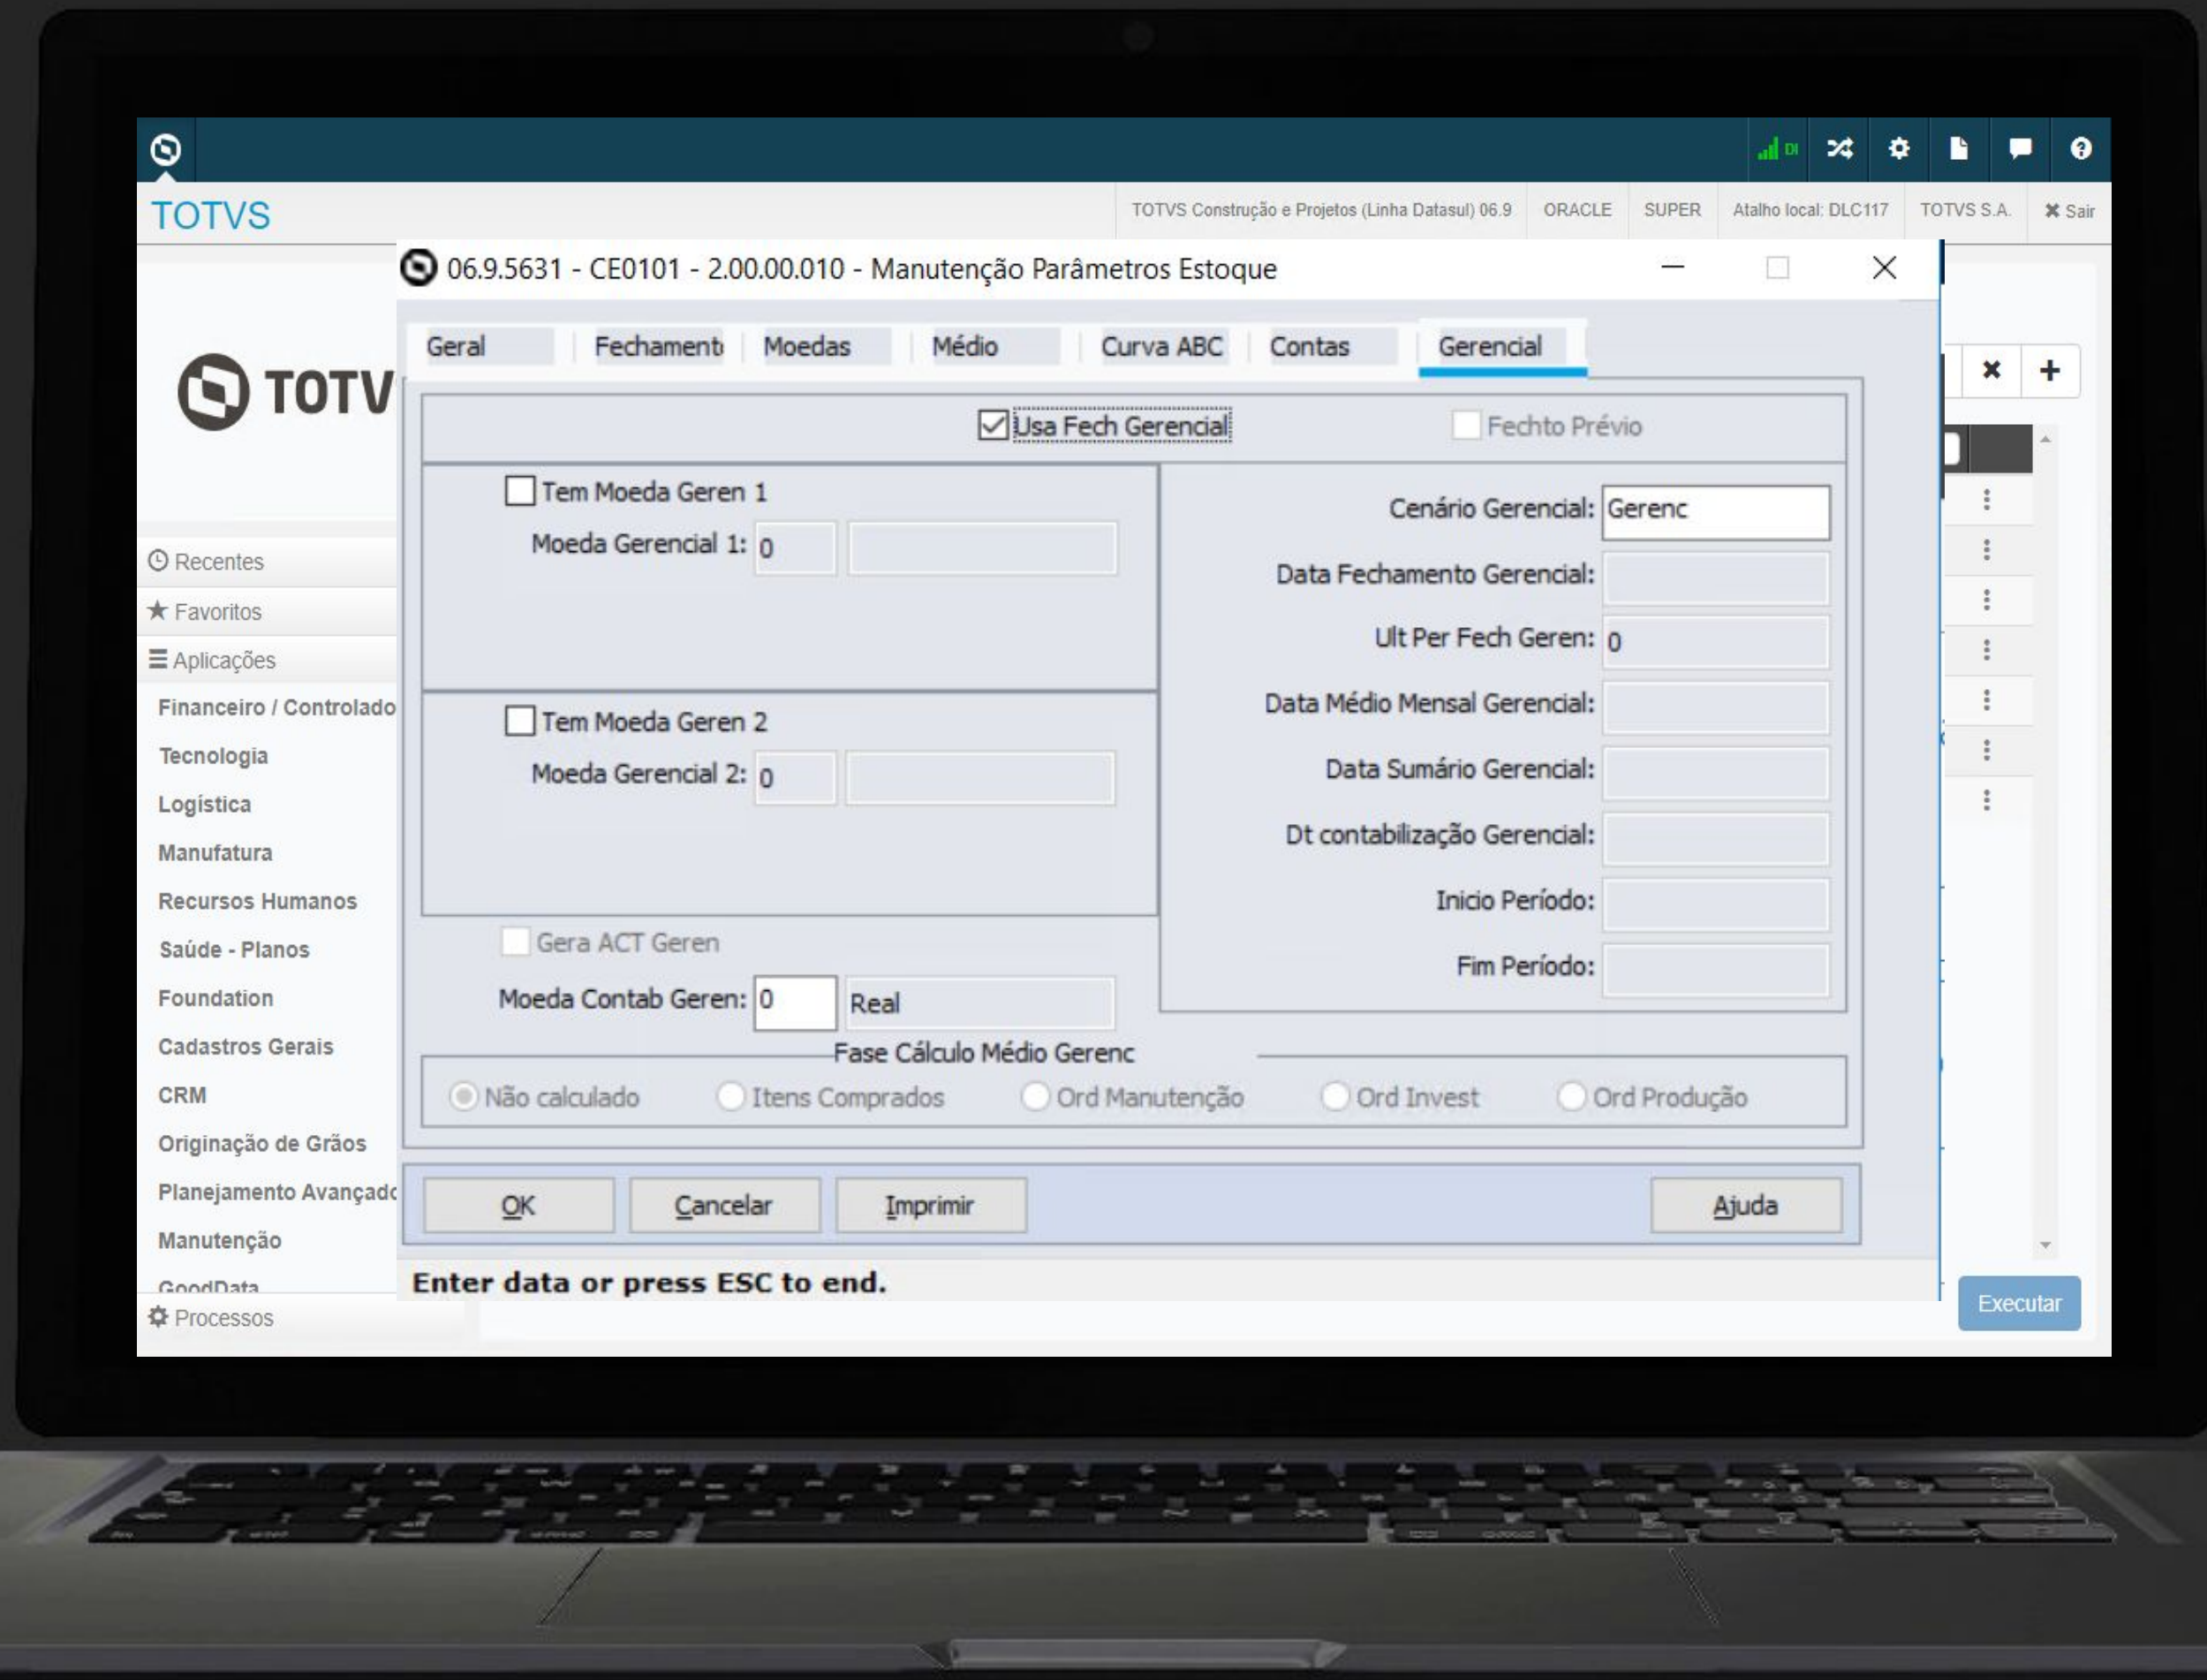 DI
TOTVS
TOTVS Construção e Projetos (Linha Datasul) 06.9 ORACLE SUPER Atalho local: DLC117 TOTVS S.A. Sair
06.9.5631 - CE0101 - 2.00.00.010 - Manutenção Parâmetros Estoque
Geral Fechament Moedas Médio Curva ABC Contas Gerencial
TOTV
Usa Fech Gerencial Fechto Prévio
Tem Moeda Geren 1
Moeda Gerencial 1: 0
Tem Moeda Geren 2
Moeda Gerencial 2: 0
Gera ACT Geren
Moeda Contab Geren: 0 Real
Cenário Gerencial: Gerenc
Data Fechamento Gerencial:
Ult Per Fech Geren: 0
Data Médio Mensal Gerencial:
Data Sumário Gerencial:
Dt contabilização Gerencial:
Inicio Período:
Fim Período:
Fase Cálculo Médio Gerenc
Não calculado Itens Comprados Ord Manutenção Ord Invest Ord Produção
OK Cancelar Imprimir Ajuda
Enter data or press ESC to end.
Recentes
Favoritos
Aplicações
Financeiro / Controlado
Tecnologia
Logística
Manufatura
Recursos Humanos
Saúde - Planos
Foundation
Cadastros Gerais
CRM
Originação de Grãos
Planejamento Avançad
Manutenção
GoodData
Processos
Executar